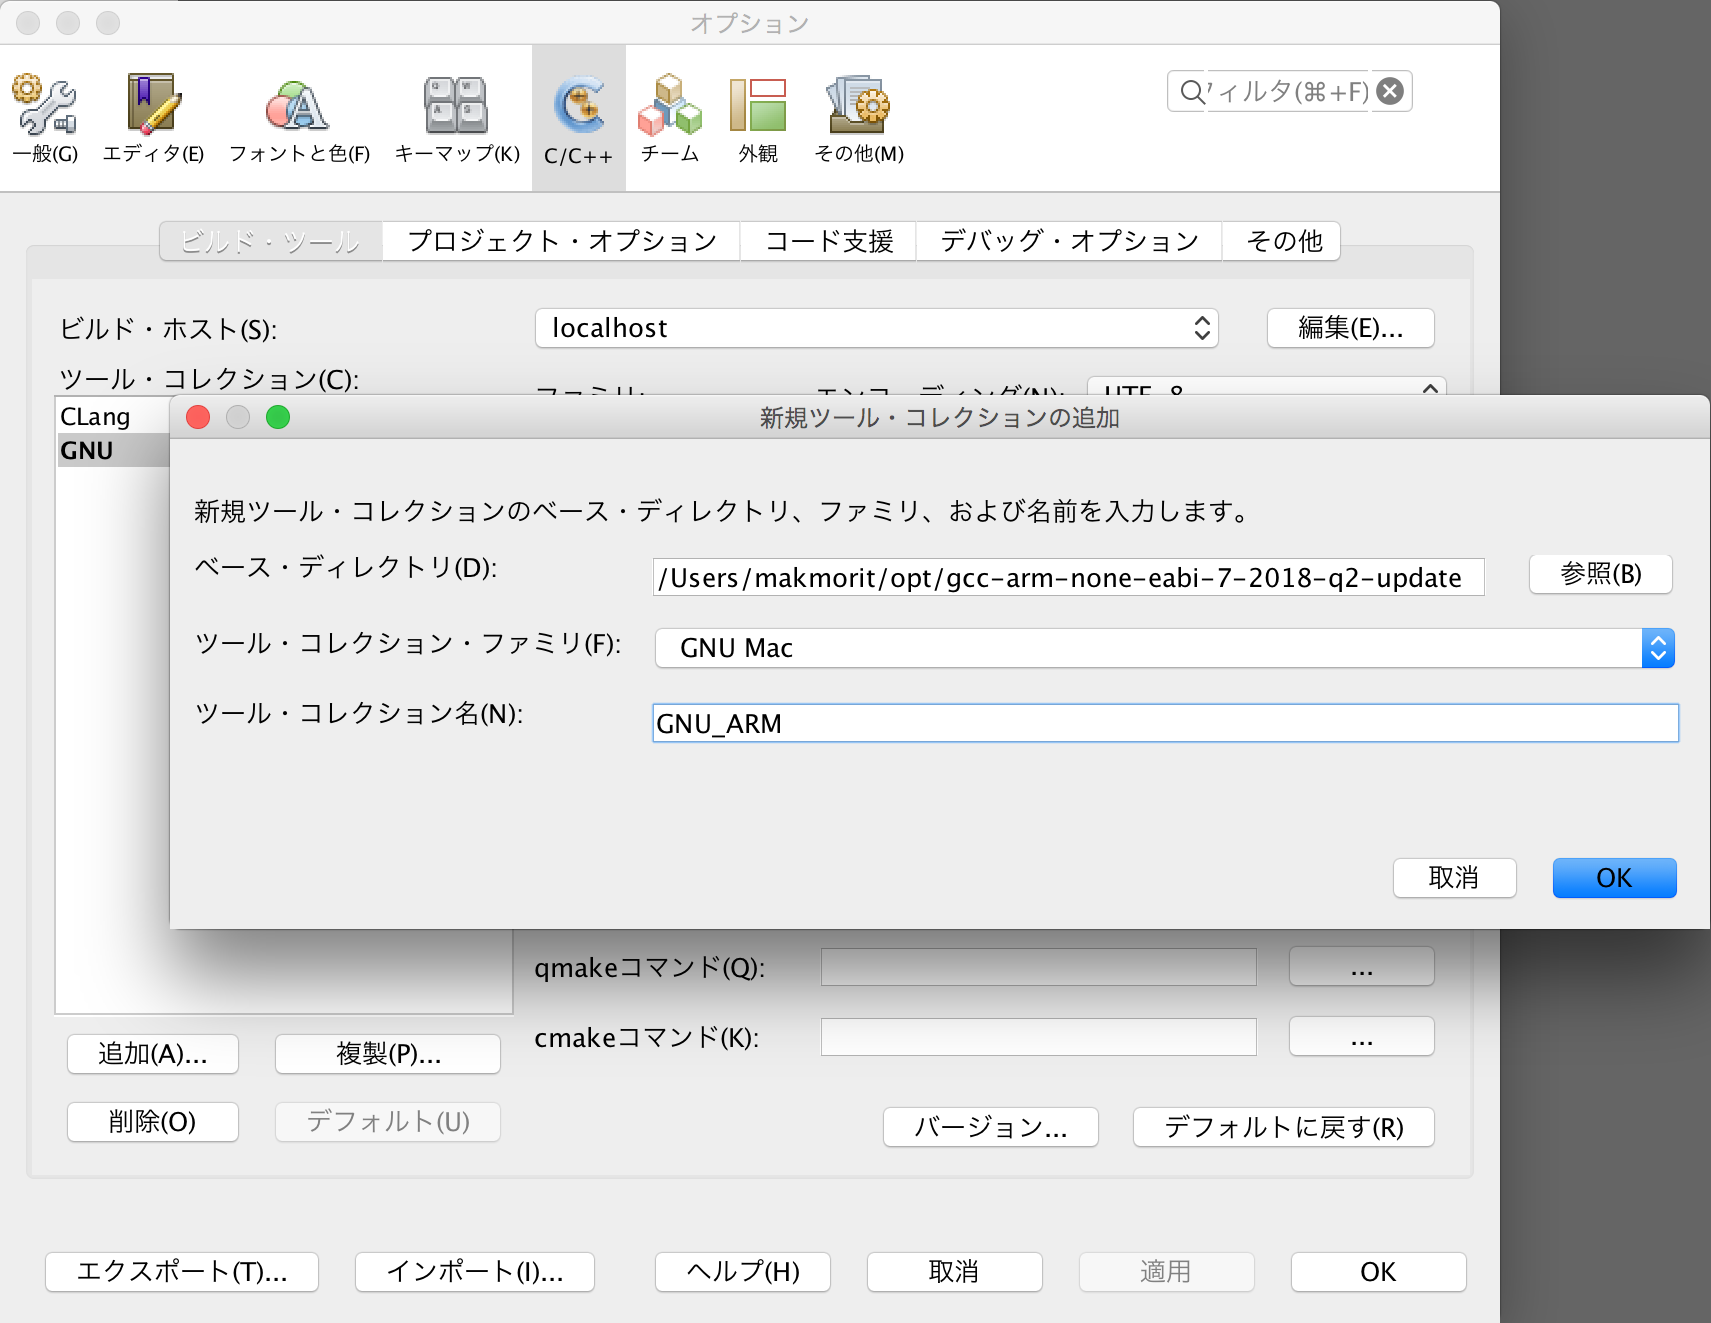 オプション
一般(G) エディタ(E) フォントと色(F) キーマップ(K) C/C++ チーム 外観 その他(M)
ィルタ(⌘+F)
ビルド・ツール プロジェクト・オプション コード支援 デバッグ・オプション その他
ビルド・ホスト(S): localhost 編集(E)...
ツール・コレクション(C): ファミリ: エンコーディング(N): UTF-8
CLang
GNU
新規ツール・コレクションの追加
新規ツール・コレクションのベース・ディレクトリ、ファミリ、および名前を入力します。
ベース・ディレクトリ(D): /Users/makmorit/opt/gcc-arm-none-eabi-7-2018-q2-update 参照(B)
ツール・コレクション・ファミリ(F): GNU Mac
ツール・コレクション名(N): GNU_ARM
取消 OK
qmakeコマンド(Q): ...
cmakeコマンド(K): ...
追加(A)... 複製(P)...
削除(O) デフォルト(U)
バージョン... デフォルトに戻す(R)
エクスポート(T)... インポート(I)... ヘルプ(H) 取消 適用 OK